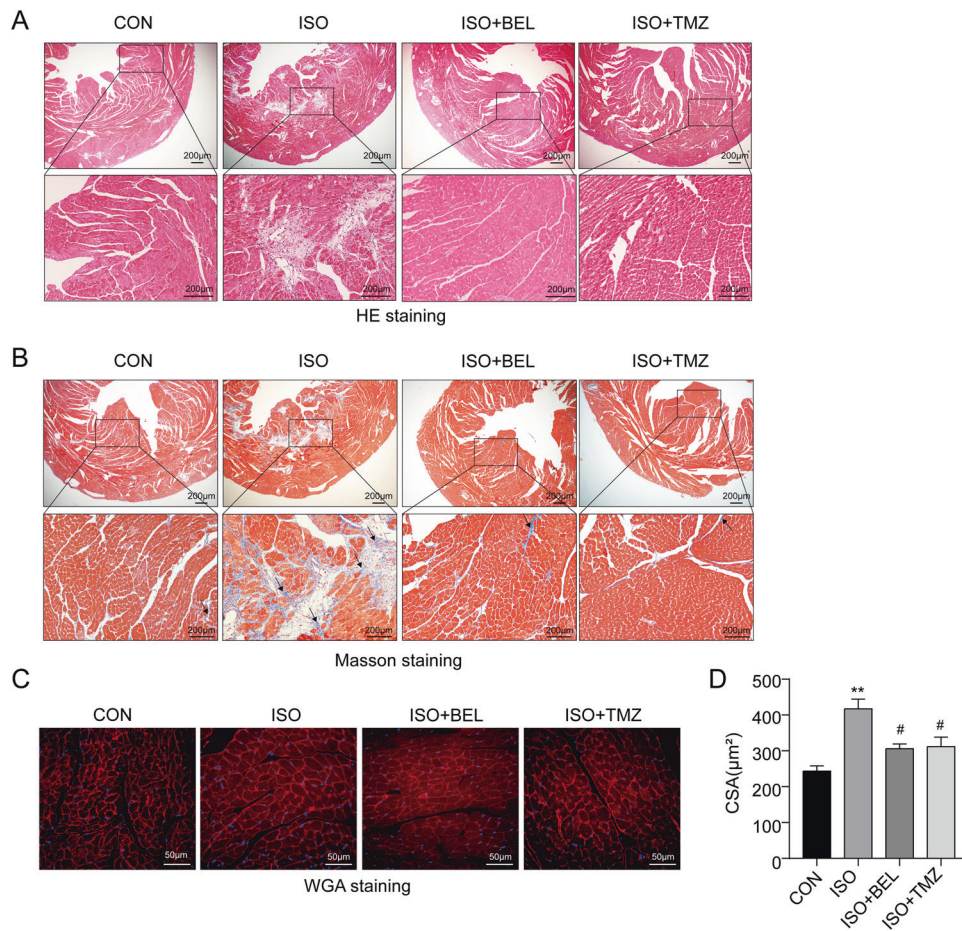 A
CON ISO ISO+BEL ISO+TMZ
200μm 200μm 200μm 200μm
200μm 200μm 200μm 200μm
HE staining
B
CON ISO ISO+BEL ISO+TMZ
200μm 200μm 200μm 200μm
200μm 200μm 200μm 200μm
Masson staining
C
CON ISO ISO+BEL ISO+TMZ
50μm 50μm 50μm 50μm
WGA staining
D
500
400
300
200
100
0
CSA(μm²)
** # #
CON ISO ISO+BEL ISO+TMZ